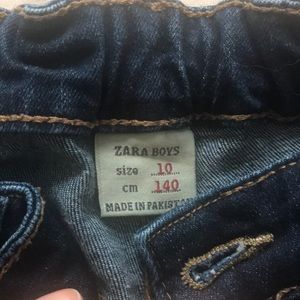 ZARA BOYS
size 10
cm 140
MADE IN PAKISTAN